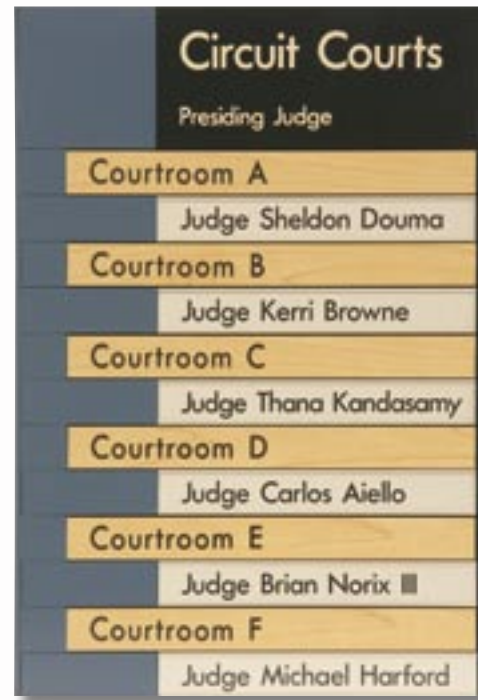 Circuit Courts
Presiding Judge
Courtroom A
Judge Sheldon Douma
Courtroom B
Judge Kerri Browne
Courtroom C
Judge Thana Kandasamy
Courtroom D
Judge Carlos Aiello
Courtroom E
Judge Brian Norix III
Courtroom F
Judge Michael Harford